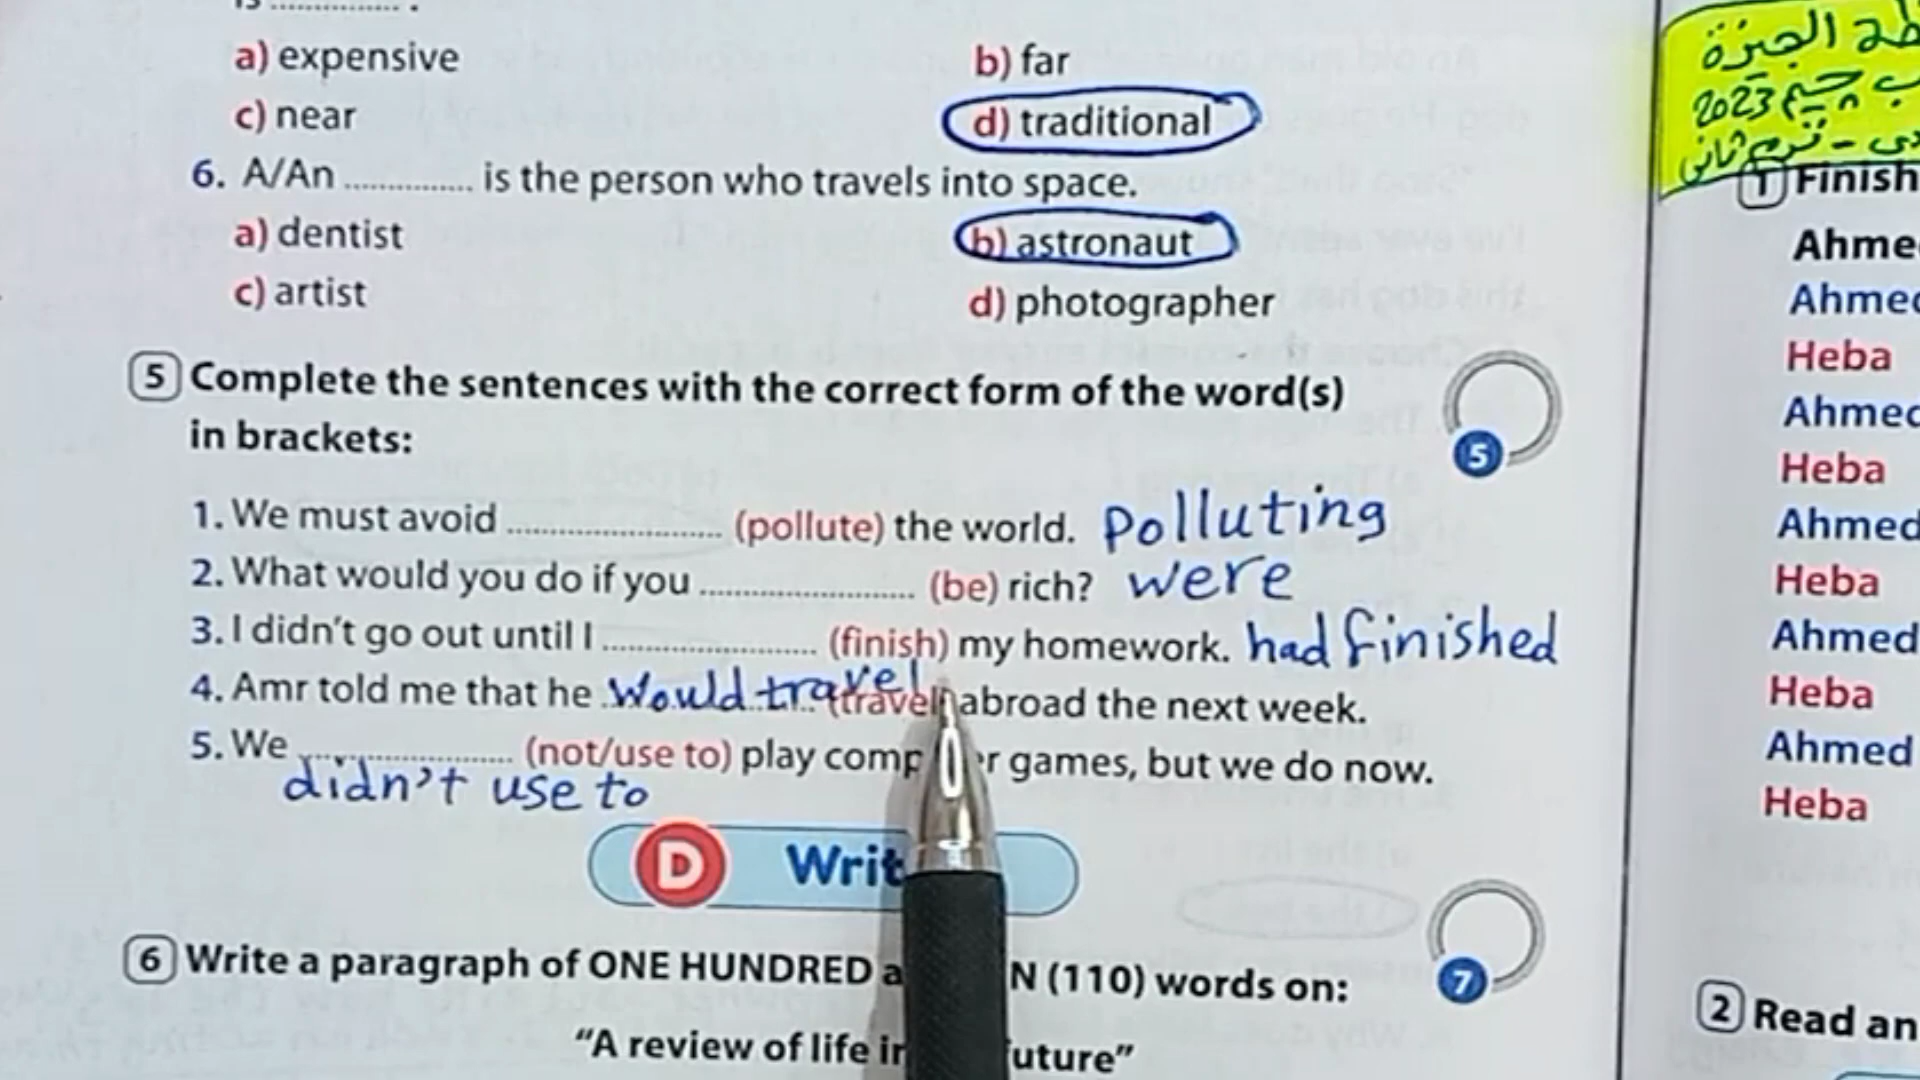 is ............... .
a) expensive
b) far
c) near
d) traditional
6. A/An .............. is the person who travels into space.
a) dentist
b) astronaut
c) artist
d) photographer
5 Complete the sentences with the correct form of the word(s)
in brackets:
5
1. We must avoid ........................ (pollute) the world. Polluting
2. What would you do if you ........................ (be) rich? were
3. I didn't go out until I ........................ (finish) my homework. had finished
4. Amr told me that he would travel (travel) abroad the next week.
5. We ........................ (not/use to) play games, but we do now.
didn't use to
D
6 Write a paragraph of ONE HUNDRED (110) words on:
7
"A review of life
الجيزة
2023
ترم ثاني
1 Finish
Ahmed
Ahmed
Heba
Ahmed
Heba
Ahmed
Heba
Ahmed
Heba
Ahmed
Heba
2 Read an